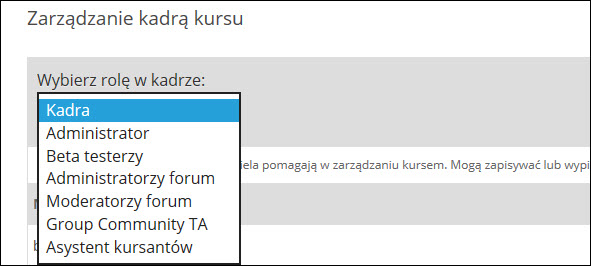 Zarządzanie kadrą kursu
Wybierz rolę w kadrze:
Kadra
Administrator
Beta testerzy
Administratorzy forum
pomagają w zarządzaniu kursem. Mogą zapisywać lub
Moderatorzy forum
Group Community TA
Asystent kursantów